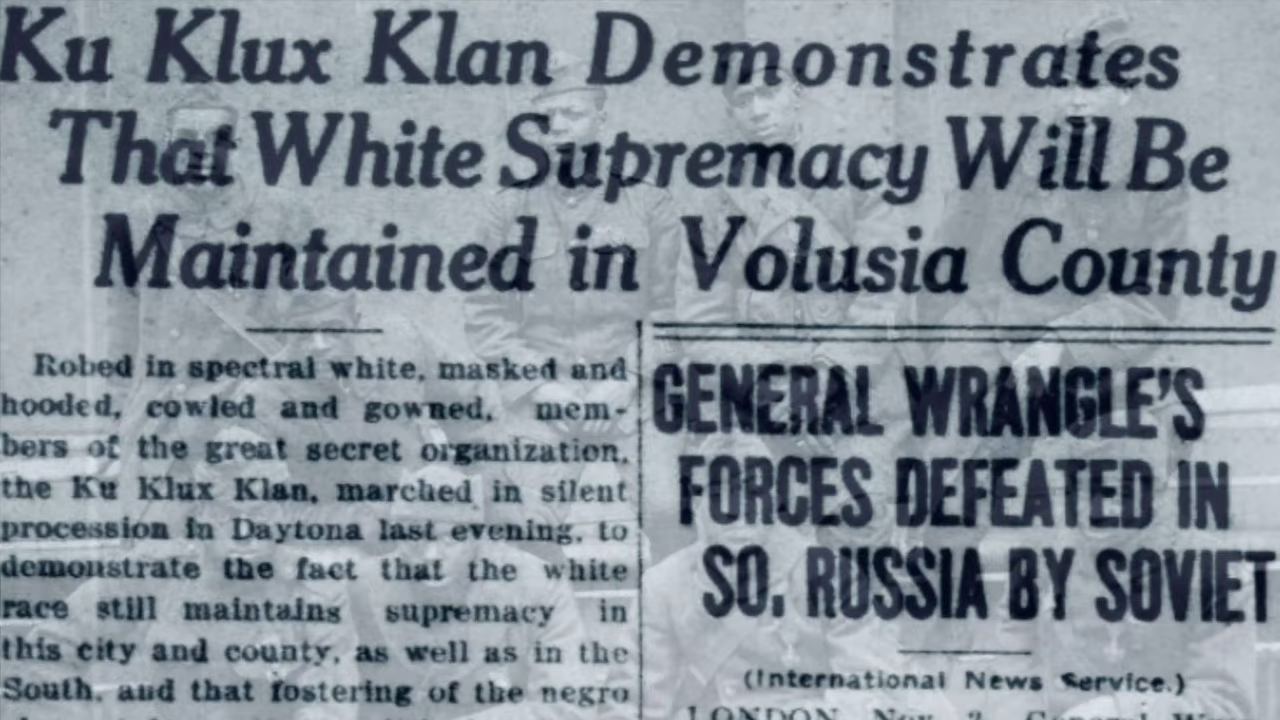 Ku Klux Klan Demonstrates
That White Supremacy Will Be
Maintained in Volusia County
Robed in spectral white, masked and
hooded, cowled and gowned, mem-
bers of the great secret organization,
the Ku Klux Klan, marched in silent
procession in Daytona last evening, to
demonstrate the fact that the white
race still maintains supremacy in
this city and county, as well as in the
South, and that fostering of the negro
GENERAL WRANGLE'S
FORCES DEFEATED IN
SO. RUSSIA BY SOVIET
(International News Service.)
LONDON, Nov.